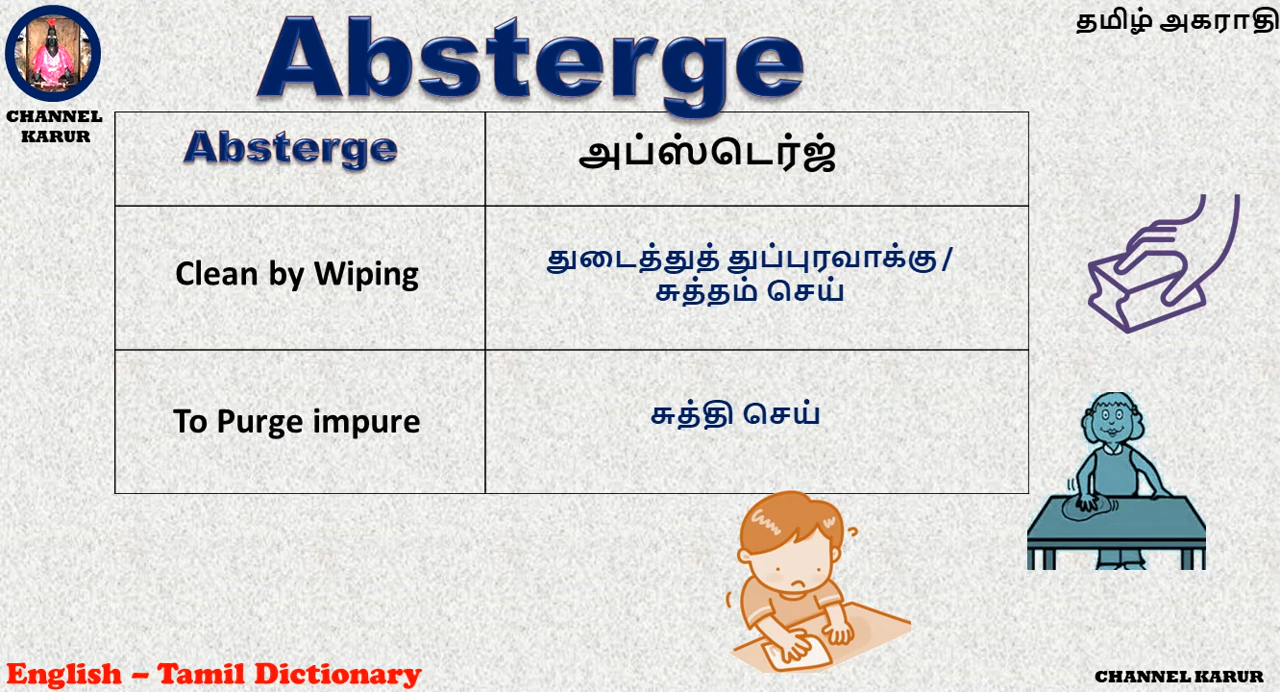 Absterge
தமிழ் அகராதி
CHANNEL
KARUR
Absterge
அப்ஸ்டெர்ஜ்
Clean by Wiping
துடைத்துத் துப்புரவாக்கு /
சுத்தம் செய்
To Purge impure
சுத்தி செய்
English – Tamil Dictionary
CHANNEL KARUR